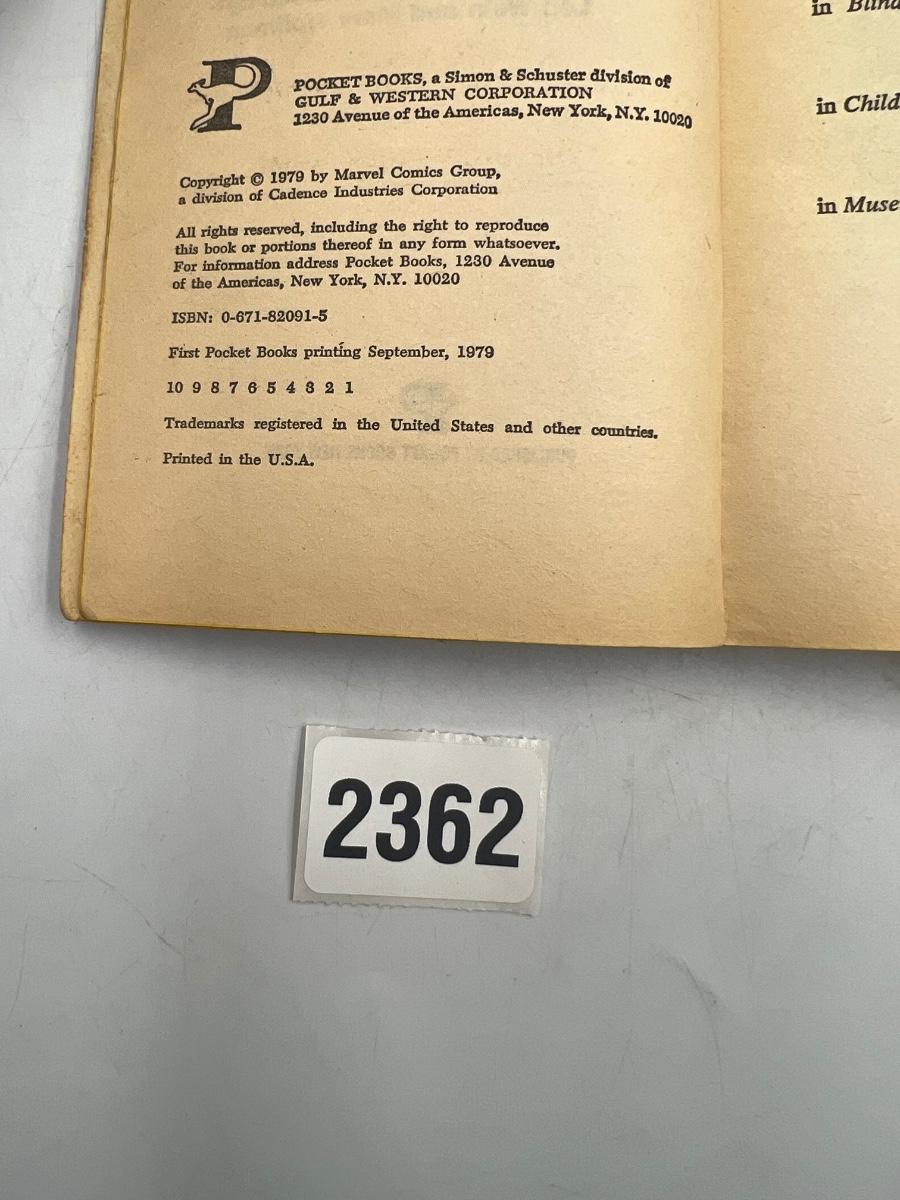 P
POCKET BOOKS, a Simon & Schuster division of
GULF & WESTERN CORPORATION
1230 Avenue of the Americas, New York, N.Y. 10020
Copyright © 1979 by Marvel Comics Group,
a division of Cadence Industries Corporation
All rights reserved, including the right to reproduce
this book or portions thereof in any form whatsoever.
For information address Pocket Books, 1230 Avenue
of the Americas, New York, N.Y. 10020
ISBN: 0-671-82091-5
First Pocket Books printing September, 1979
10 9 8 7 6 5 4 3 2 1
Trademarks registered in the United States and other countries.
Printed in the U.S.A.
in Blind
in Child
in Muse
2362